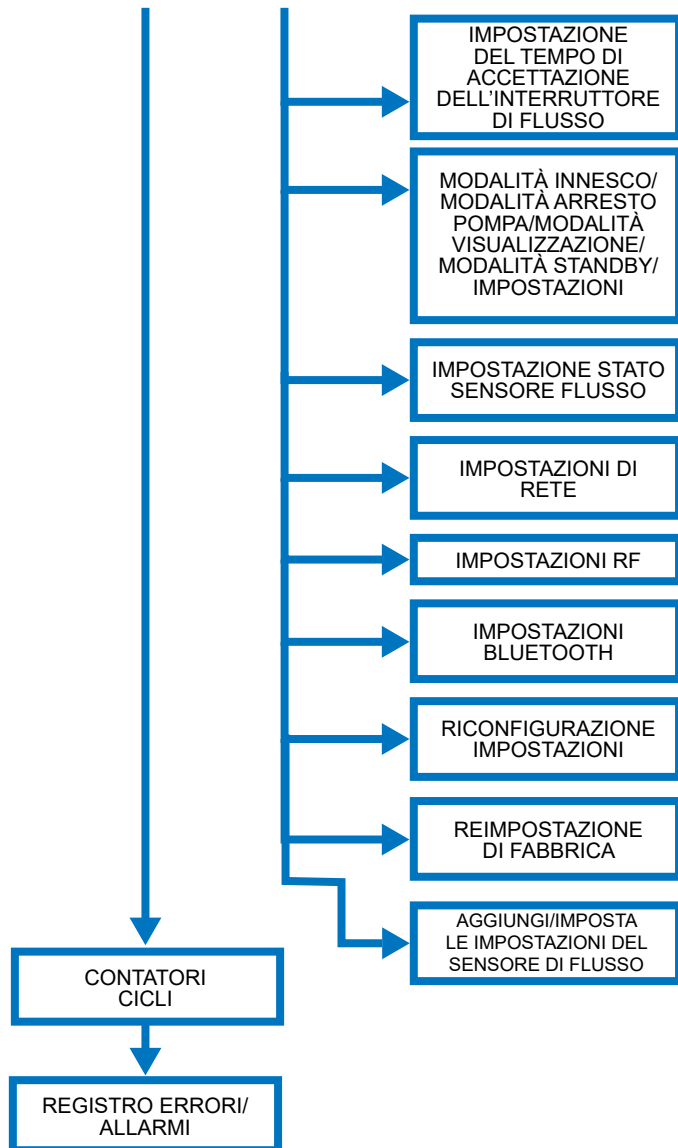 IMPOSTAZIONE
DEL TEMPO DI
ACCETTAZIONE
DELL’INTERRUTTORE
DI FLUSSO
MODALITÀ INNESCO/
MODALITÀ ARRESTO
POMPA/MODALITÀ
VISUALIZZAZIONE/
MODALITÀ STANDBY/
IMPOSTAZIONI
IMPOSTAZIONE STATO
SENSORE FLUSSO
IMPOSTAZIONI DI
RETE
IMPOSTAZIONI RF
IMPOSTAZIONI
BLUETOOTH
RICONFIGURAZIONE
IMPOSTAZIONI
REIMPOSTAZIONE
DI FABBRICA
AGGIUNGI/IMPOSTA
LE IMPOSTAZIONI DEL
SENSORE DI FLUSSO
CONTATORI
CICLI
REGISTRO ERRORI/
ALLARMI